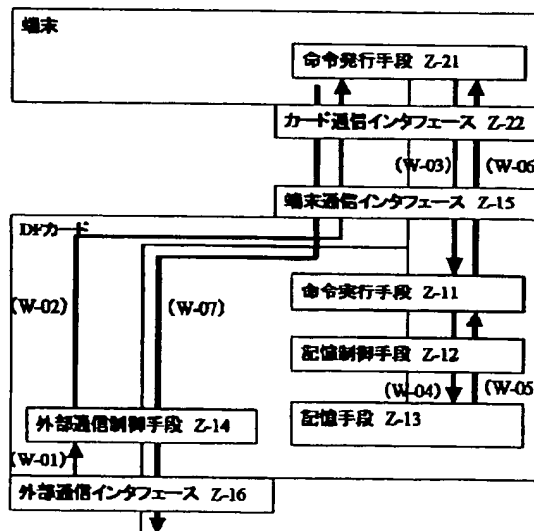 端末
命令発行手段 Z-21
カード通信インタフェース Z-22
(W-03)
(W-06)
端末通信インタフェース Z-15
DPカード
(W-02)
(W-07)
命令実行手段 Z-11
記憶制御手段 Z-12
(W-04)
(W-05)
外部通信制御手段 Z-14
記憶手段 Z-13
(W-01)
外部通信インタフェース Z-16